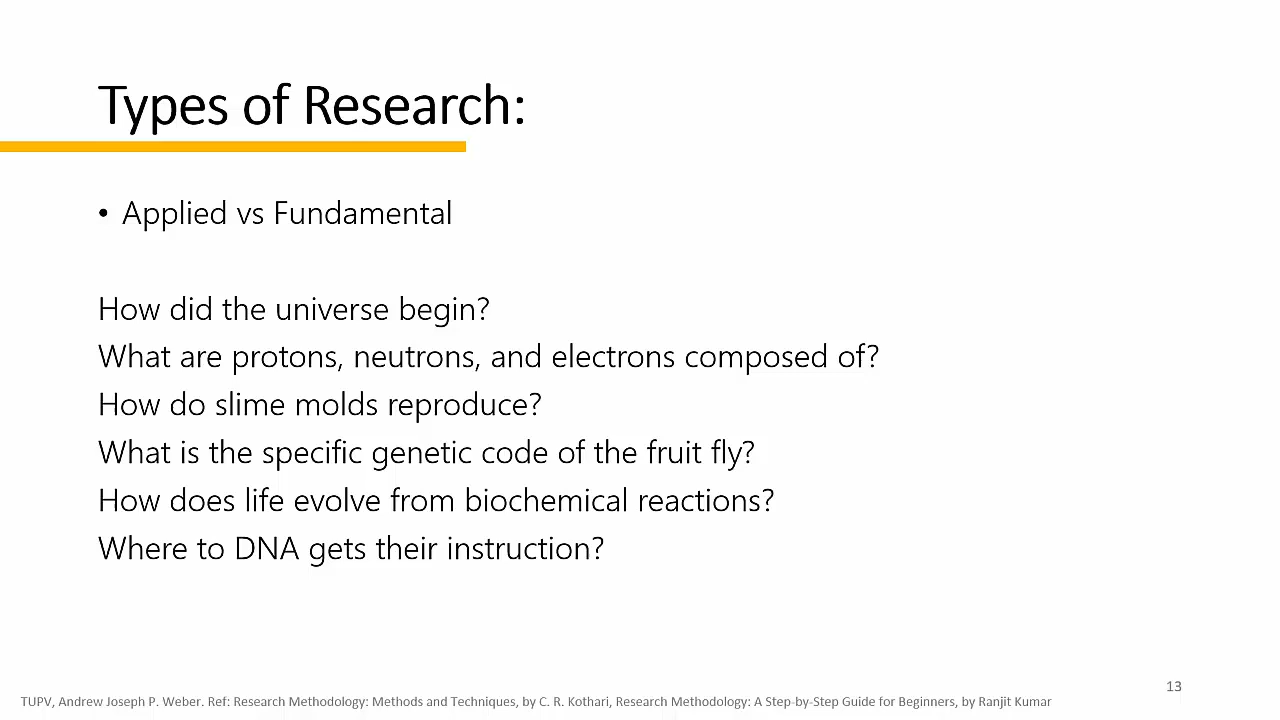 Types of Research:
• Applied vs Fundamental
How did the universe begin?
What are protons, neutrons, and electrons composed of?
How do slime molds reproduce?
What is the specific genetic code of the fruit fly?
How does life evolve from biochemical reactions?
Where to DNA gets their instruction?
13
TUPV, Andrew Joseph P. Weber. Ref: Research Methodology: Methods and Techniques, by C. R. Kothari, Research Methodology: A Step-by-Step Guide for Beginners, by Ranjit Kumar